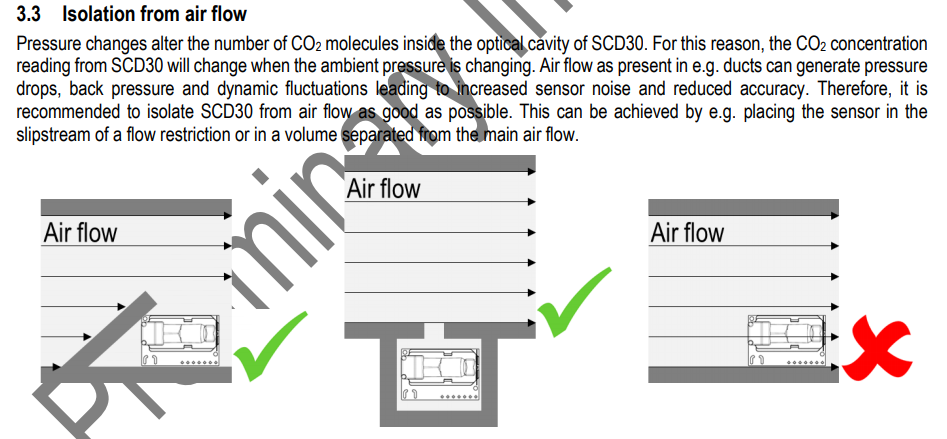 3.3 Isolation from air flow
Pressure changes alter the number of CO₂ molecules inside the optical cavity of SCD30. For this reason, the CO₂ concentration
reading from SCD30 will change when the ambient pressure is changing. Air flow as present in e.g. ducts can generate pressure
drops, back pressure and dynamic fluctuations leading to increased sensor noise and reduced accuracy. Therefore, it is
recommended to isolate SCD30 from air flow as good as possible. This can be achieved by e.g. placing the sensor in the
slipstream of a flow restriction or in a volume separated from the main air flow.
Air flow
Air flow
Air flow